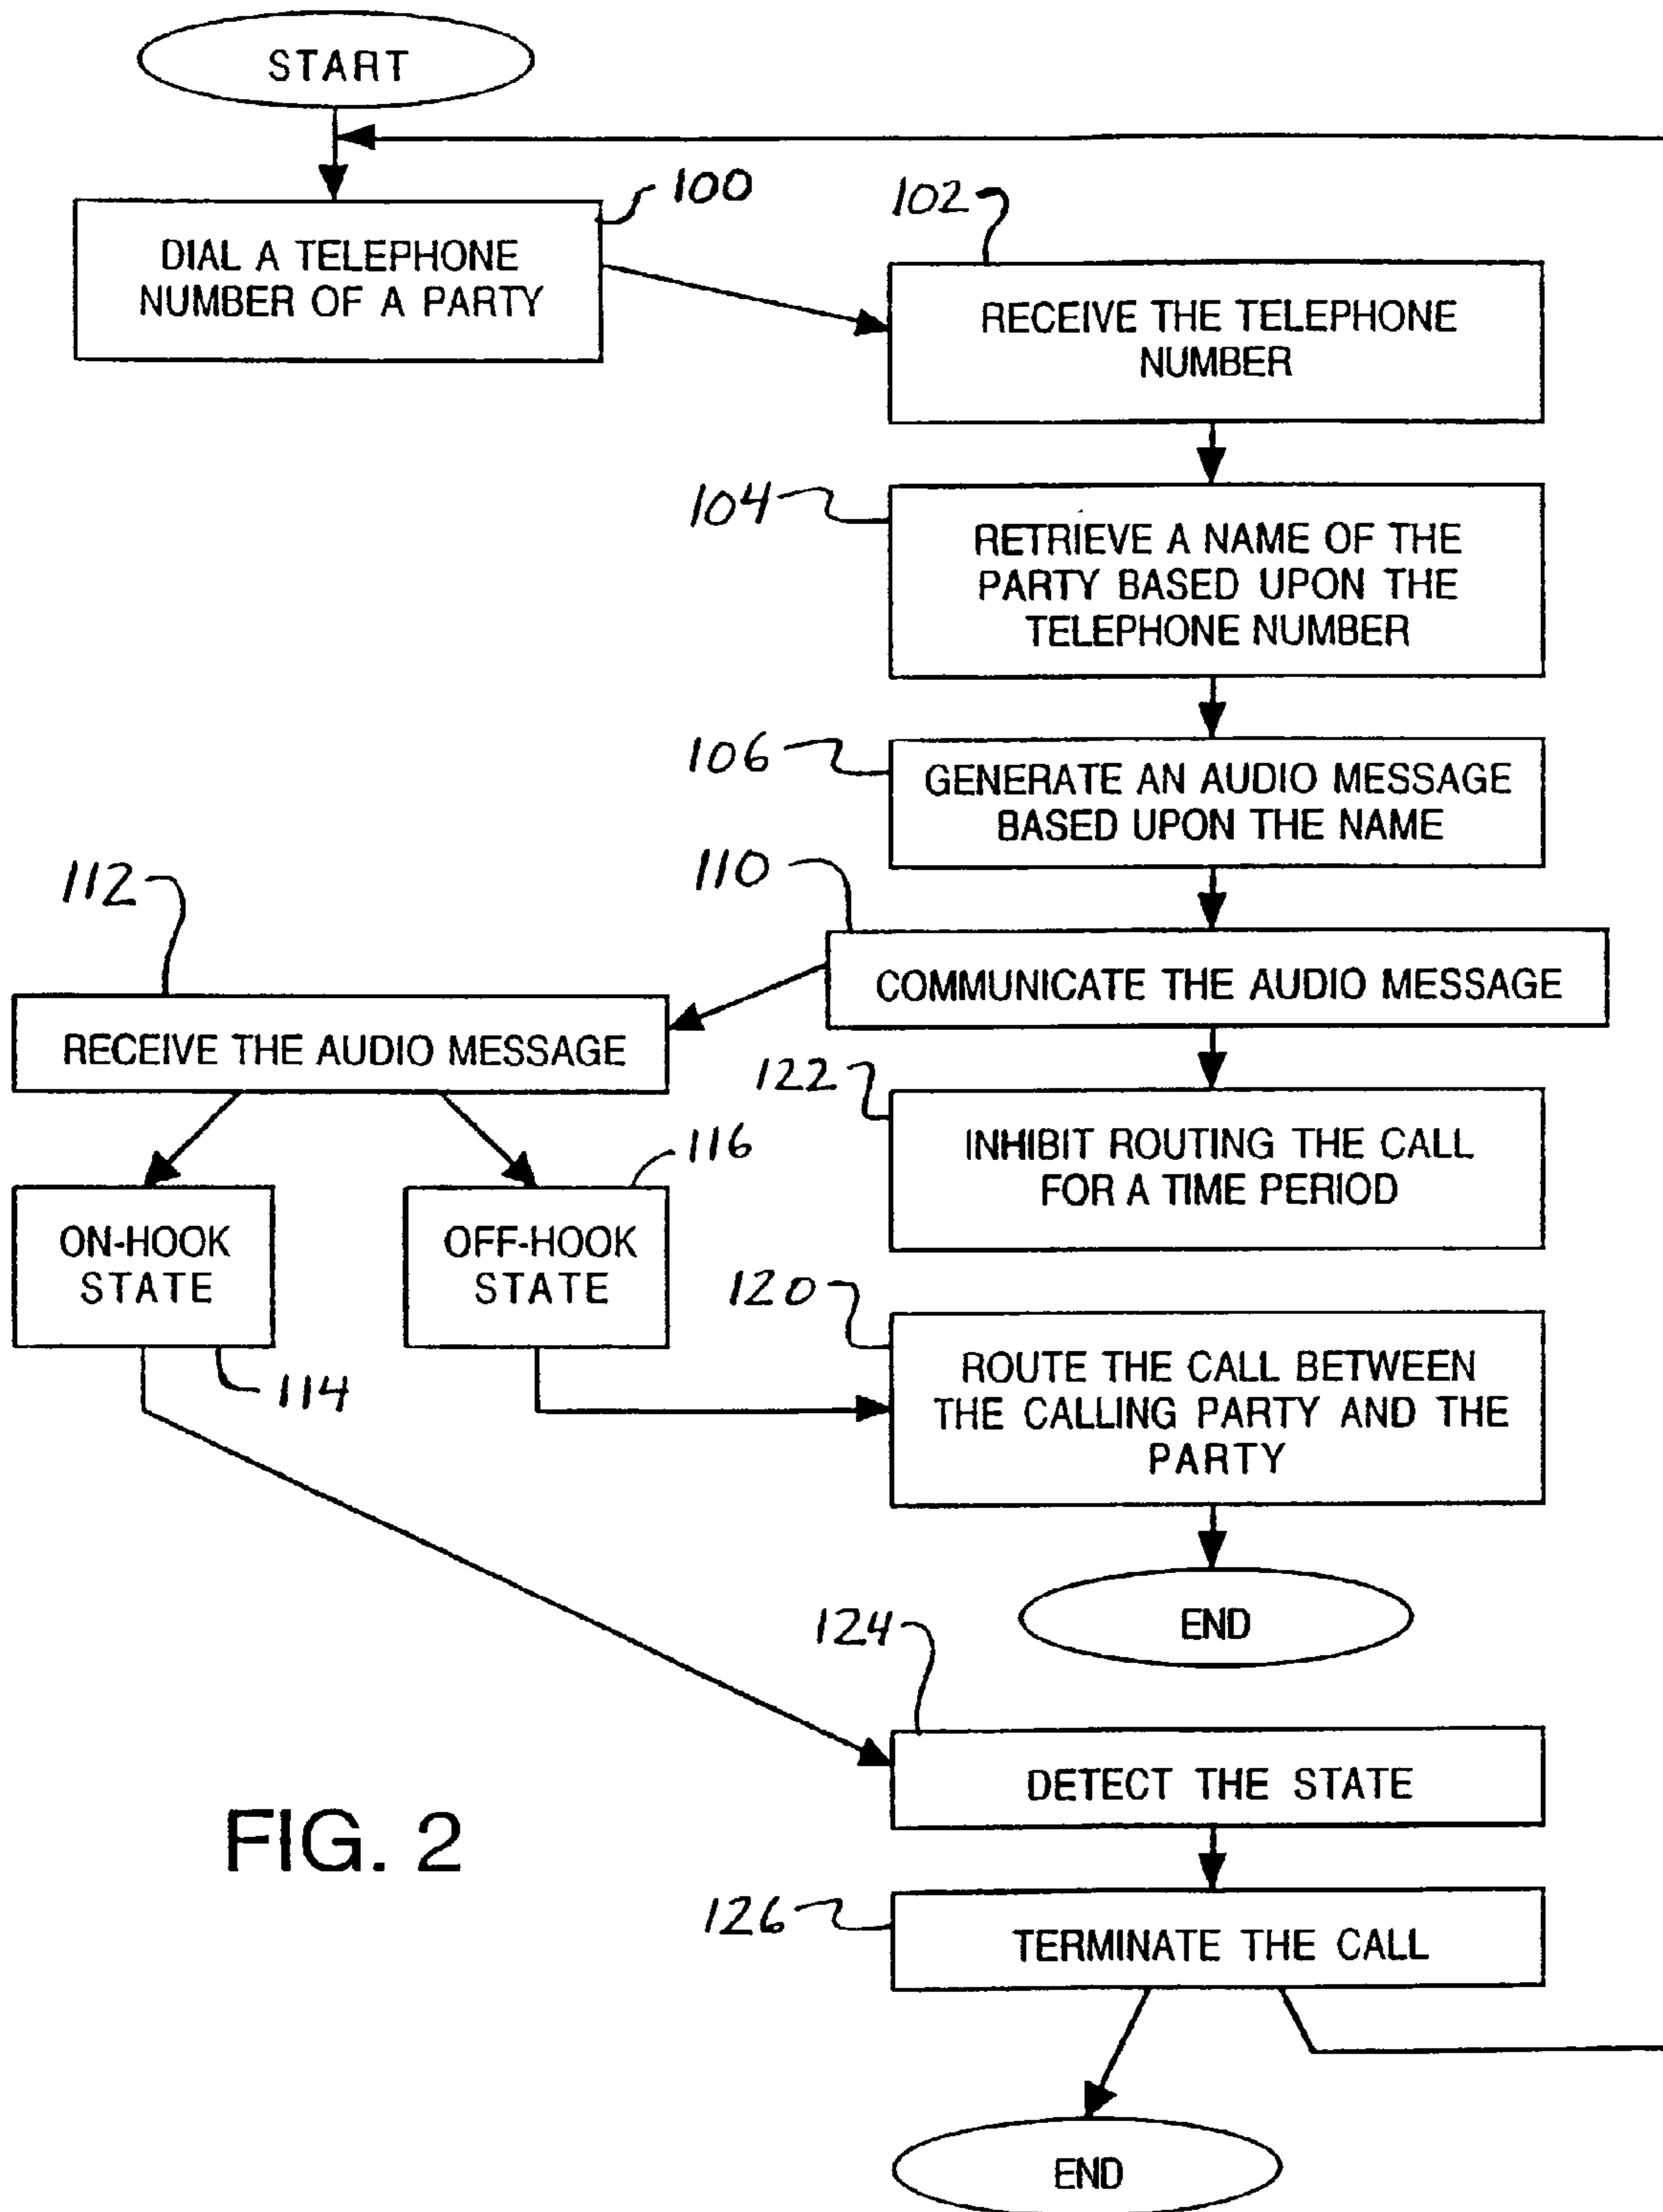 START
100
DIAL A TELEPHONE
NUMBER OF A PARTY
102
RECEIVE THE TELEPHONE
NUMBER
104
RETRIEVE A NAME OF THE
PARTY BASED UPON THE
TELEPHONE NUMBER
106
GENERATE AN AUDIO MESSAGE
BASED UPON THE NAME
110
COMMUNICATE THE AUDIO MESSAGE
112
RECEIVE THE AUDIO MESSAGE
122
INHIBIT ROUTING THE CALL
FOR A TIME PERIOD
ON-HOOK
STATE
114
116
OFF-HOOK
STATE
120
ROUTE THE CALL BETWEEN
THE CALLING PARTY AND THE
PARTY
END
124
DETECT THE STATE
126
TERMINATE THE CALL
END
FIG. 2